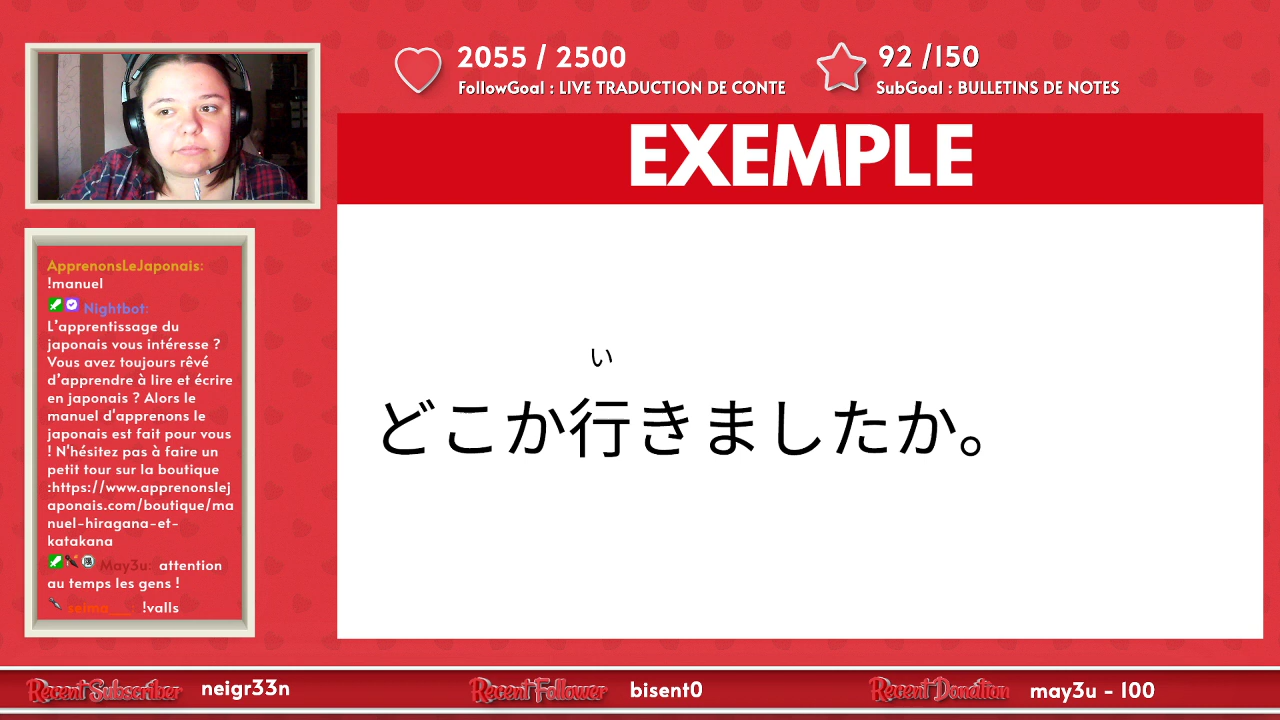 2055 / 2500
FollowGoal : LIVE TRADUCTION DE CONTE
92 /150
SubGoal : BULLETINS DE NOTES
EXEMPLE
い
どこか行きましたか。
ApprenonsLeJaponais:
!manuel
Nightbot:
L'apprentissage du
japonais vous intéresse ?
Vous avez toujours rêvé
d'apprendre à lire et écrire
en japonais ? Alors le
manuel d'apprenons le
japonais est fait pour vous
! N'hésitez pas à faire un
petit tour sur la boutique
:https://www.apprenonslej
aponais.com/boutique/ma
nuel-hiragana-et-
katakana
May3u: attention
au temps les gens !
seima___: !valls
Recent Subscriber neigr33n
Recent Follower bisent0
Recent Donation may3u - 100